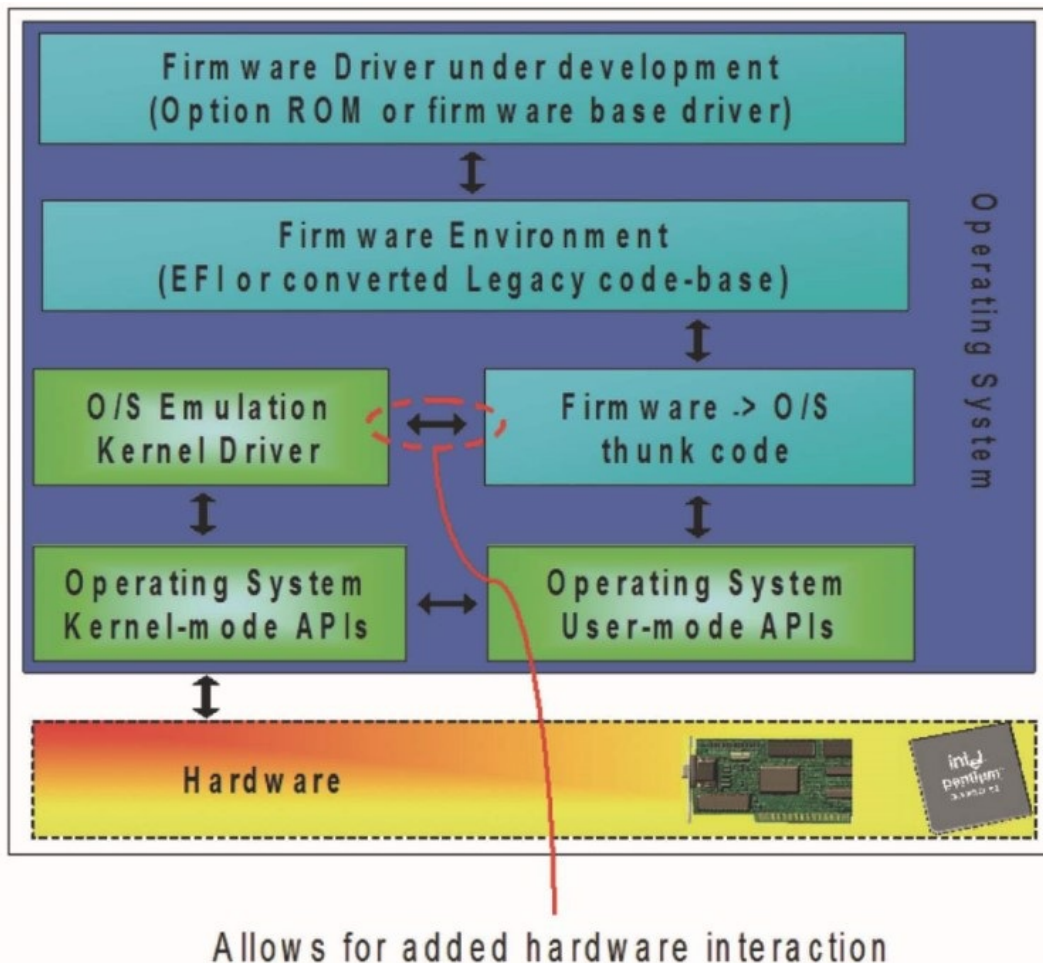 Firmware Driver under development
(Option ROM or firmware base driver)
Firmware Environment
(EFI or converted Legacy code-base)
Operating System
O/S Emulation
Kernel Driver
Firmware -> O/S
thunk code
Operating System
Kernel-mode APIs
Operating System
User-mode APIs
Hardware
intel
pentium
Allows for added hardware interaction